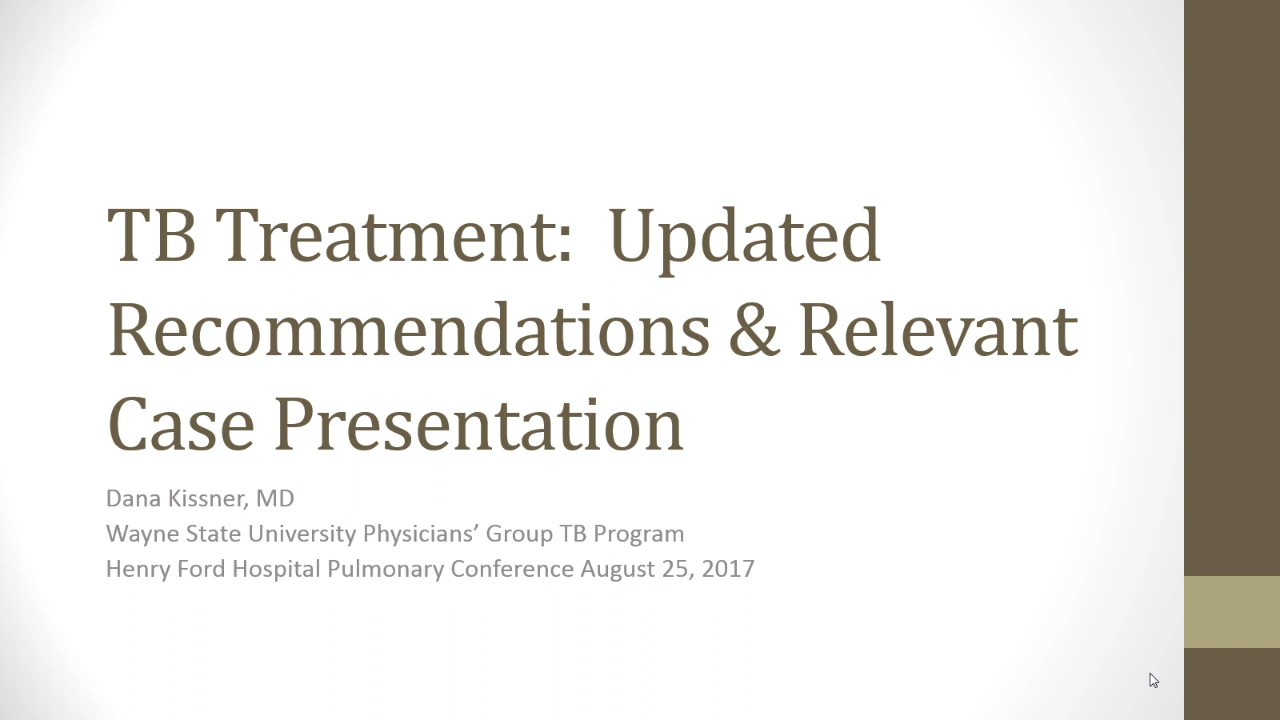 TB Treatment:  Updated
Recommendations & Relevant
Case Presentation
Dana Kissner, MD
Wayne State University Physicians’ Group TB Program
Henry Ford Hospital Pulmonary Conference August 25, 2017